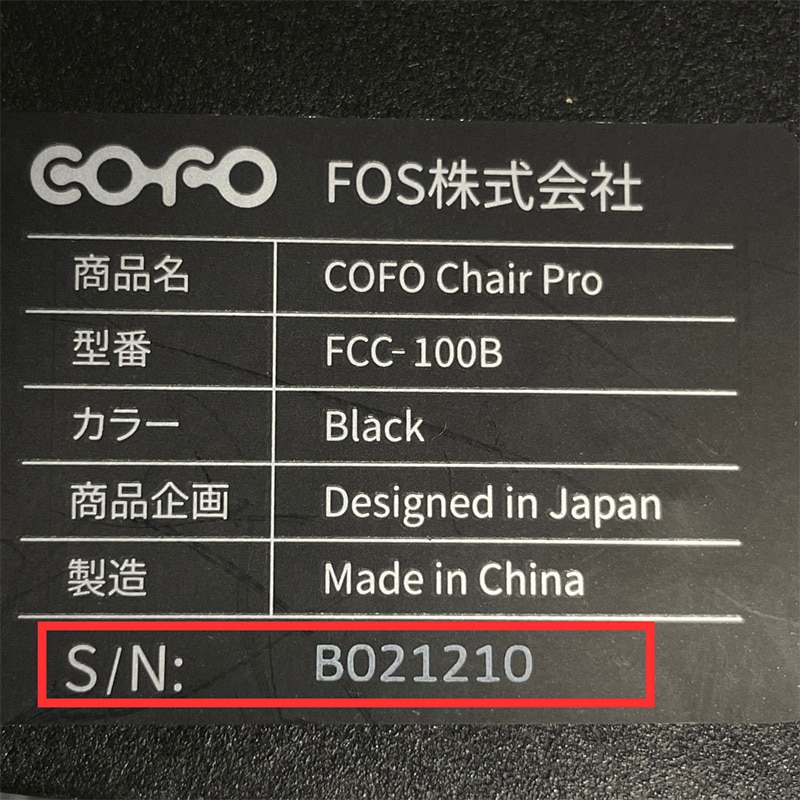 COFO FOS株式会社
商品名 COFO Chair Pro
型番 FCC-100B
カラー Black
商品企画 Designed in Japan
製造 Made in China
S/N: B021210